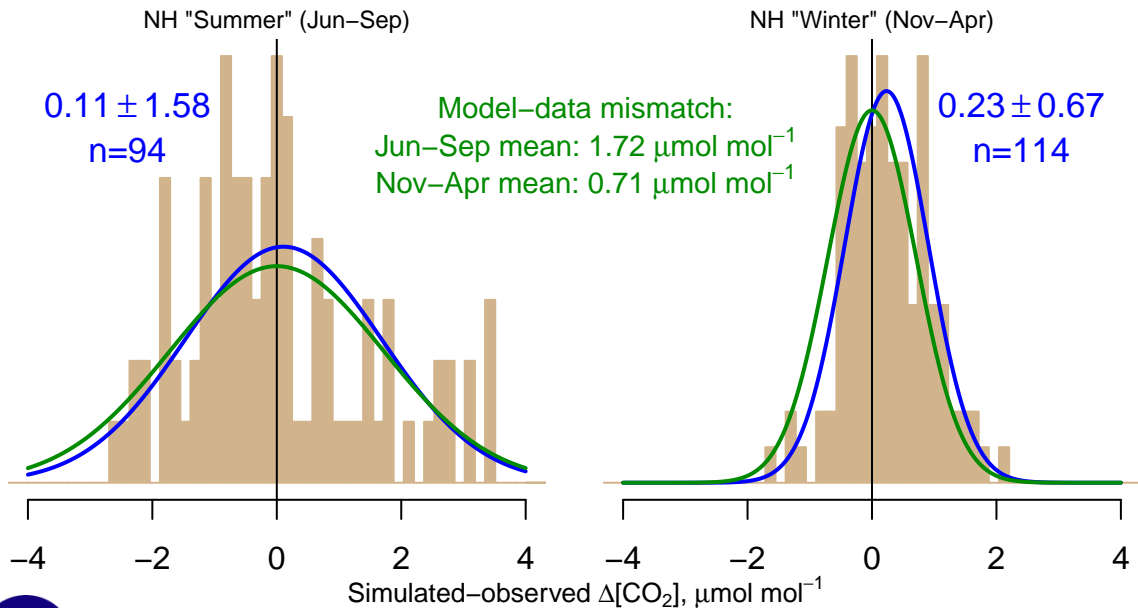 NH "Summer" (Jun−Sep)
0.11 ± 1.58
n=94
Model−data mismatch:
Jun−Sep mean: 1.72 μmol mol⁻¹
Nov−Apr mean: 0.71 μmol mol⁻¹
NH "Winter" (Nov−Apr)
0.23 ± 0.67
n=114
−4 −2 0 2 4
−4 −2 0 2 4
Simulated−observed Δ[CO₂], μmol mol⁻¹